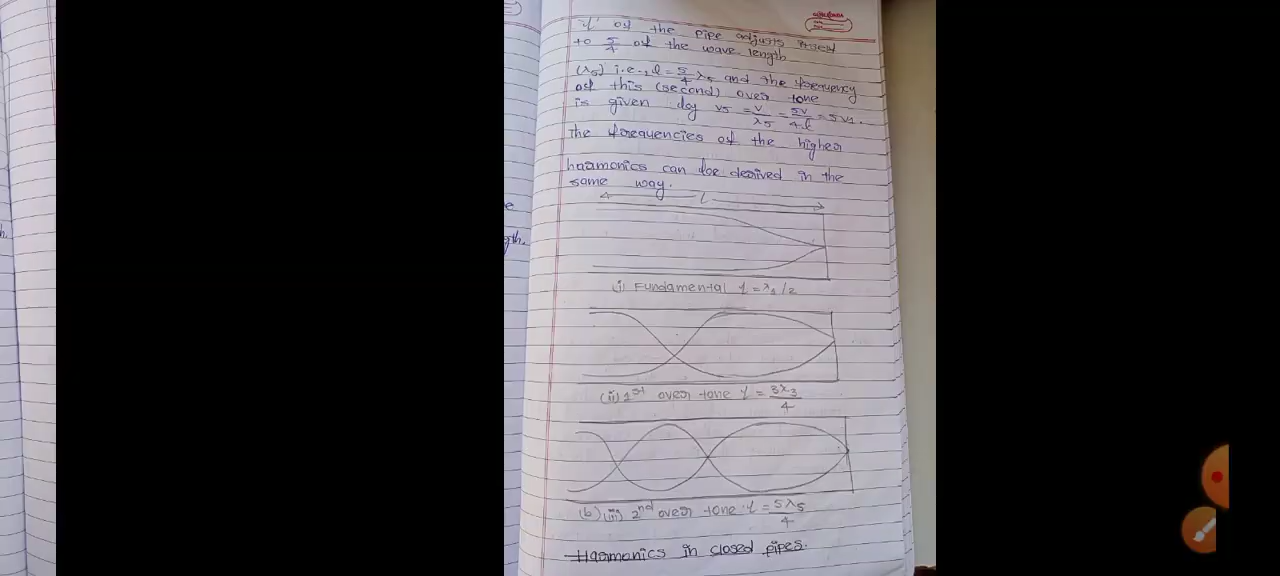 'l' of the pipe adjusts itself
to 5/4 of the wave length
(λ5) i.e., l = 5/4 λ5 and the frequency
of this (second) over tone
is given by v5 = v/λ5 = 5v/4l = 5v1.
The frequencies of the higher
harmonics can be derived in the
same way.
l
(i) Fundamental l = λ1/2
(ii) 1st over tone l = 3λ3/4
(b) (iii) 2nd over tone l = 5λ5/4
Harmonics in closed pipes.
e
gth.
h.